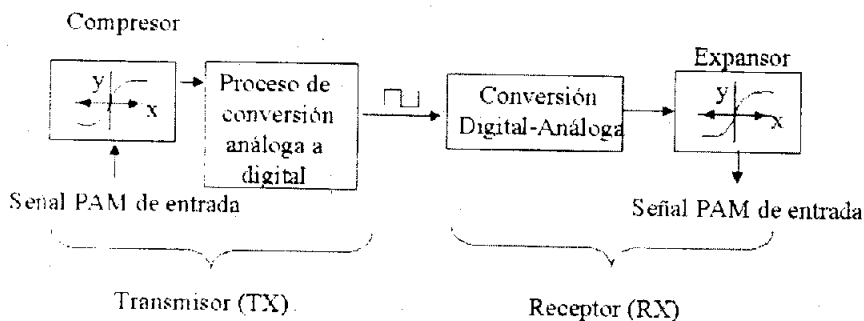 Compresor
y
x
Proceso de
conversión
análoga a
digital
Señal PAM de entrada
Transmisor (TX)
Conversión
Digital-Análoga
Expansor
y
x
Señal PAM de entrada
Receptor (RX)